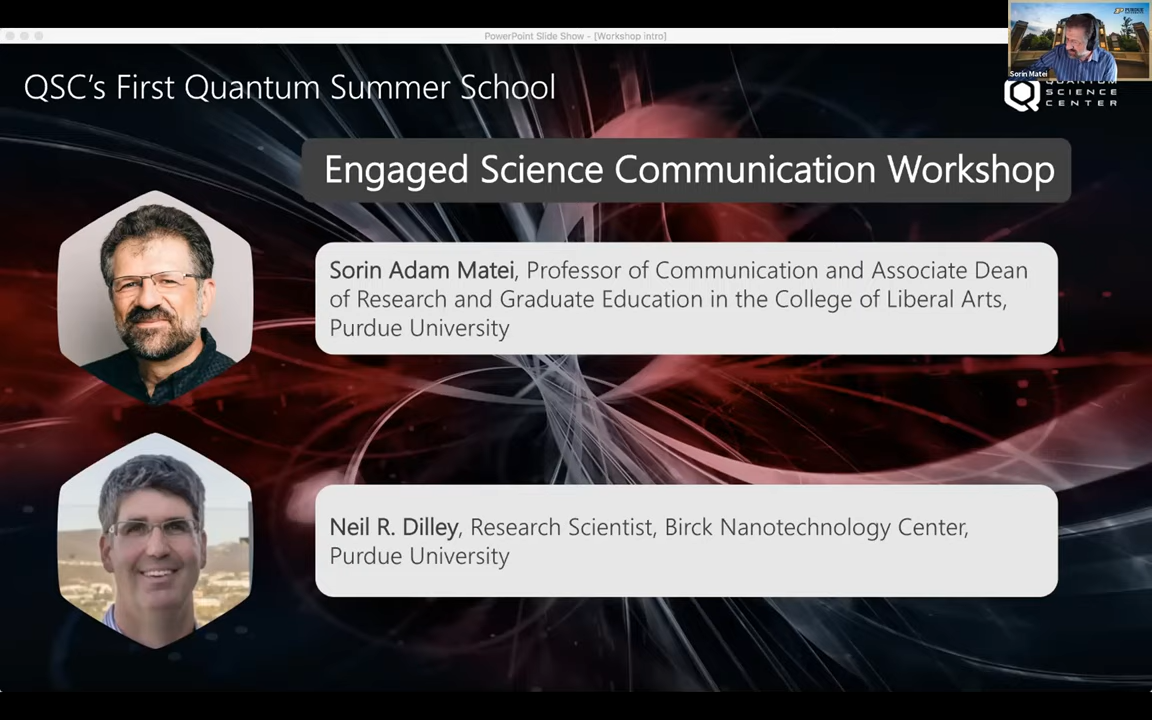 PowerPoint Slide Show - [Workshop intro]
Sorin Matei
QSC's First Quantum Summer School
QUANTUM
SCIENCE
CENTER
Engaged Science Communication Workshop
Sorin Adam Matei, Professor of Communication and Associate Dean
of Research and Graduate Education in the College of Liberal Arts,
Purdue University
Neil R. Dilley, Research Scientist, Birck Nanotechnology Center,
Purdue University